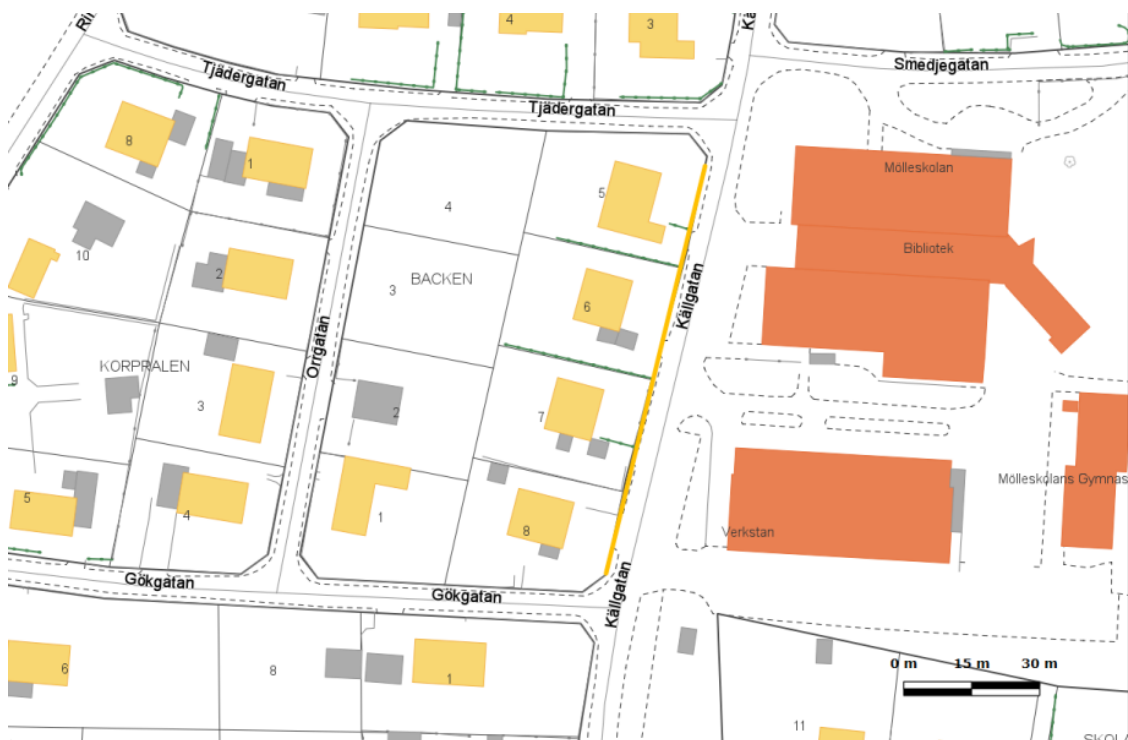 4
3
Smedjegatan
Tjädergatan
Tjädergatan
8
1
Mölleskolan
5
4
10
2
BACKEN
3
6
Bibliotek
Källgatan
Orrgatan
KORPRALEN
9
3
2
7
5
4
1
8
Verkstan
Mölleskolans Gymnas
Gökgatan
Gökgatan
Källgatan
6
8
1
0 m 15 m 30 m
11